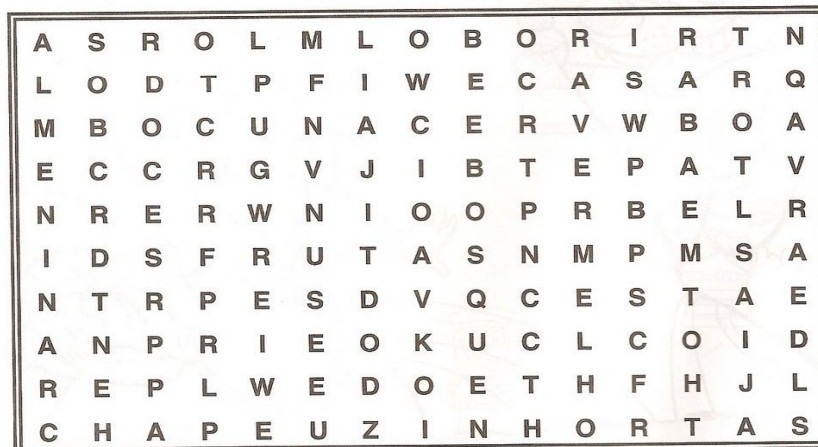 A S R O L M L O B O R I R T N
L O D T P F I W E C A S A R Q
M B O C U N A C E R V W B O A
E C C R G V J I B T E P A T V
N R E R W N I O O P R B E L R
I D S F R U T A S N M P M S A
N T R P E S D V Q C E S T A E
A N P R I E O K U C L C O I D
R E P L W E D O E T H F H J L
C H A P E U Z I N H O R T A S